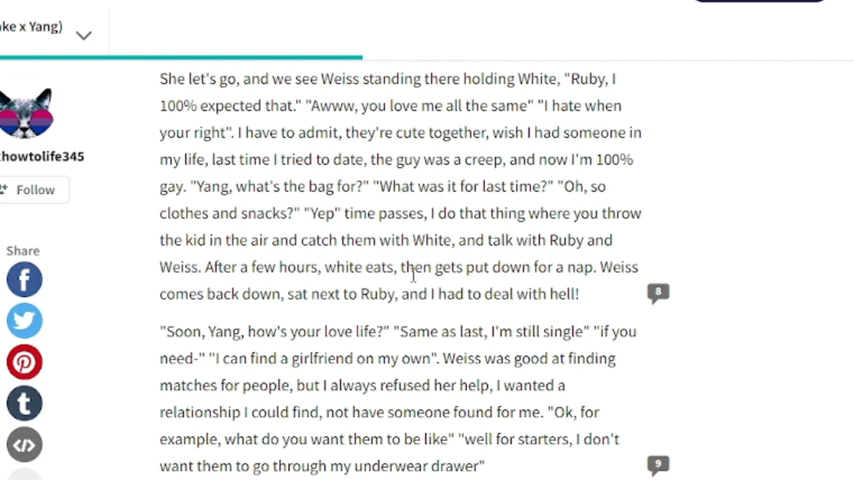 ake x Yang)
howtolife345
Follow
Share
She let's go, and we see Weiss standing there holding White, "Ruby, I
100% expected that." "Awww, you love me all the same" "I hate when
your right". I have to admit, they're cute together, wish I had someone in
my life, last time I tried to date, the guy was a creep, and now I'm 100%
gay. "Yang, what's the bag for?" "What was it for last time?" "Oh, so
clothes and snacks?" "Yep" time passes, I do that thing where you throw
the kid in the air and catch them with White, and talk with Ruby and
Weiss. After a few hours, white eats, then gets put down for a nap. Weiss
comes back down, sat next to Ruby, and I had to deal with hell!
8
"Soon, Yang, how's your love life?" "Same as last, I'm still single" "if you
need-" "I can find a girlfriend on my own". Weiss was good at finding
matches for people, but I always refused her help, I wanted a
relationship I could find, not have someone found for me. "Ok, for
example, what do you want them to be like" "well for starters, I don't
want them to go through my underwear drawer"
9